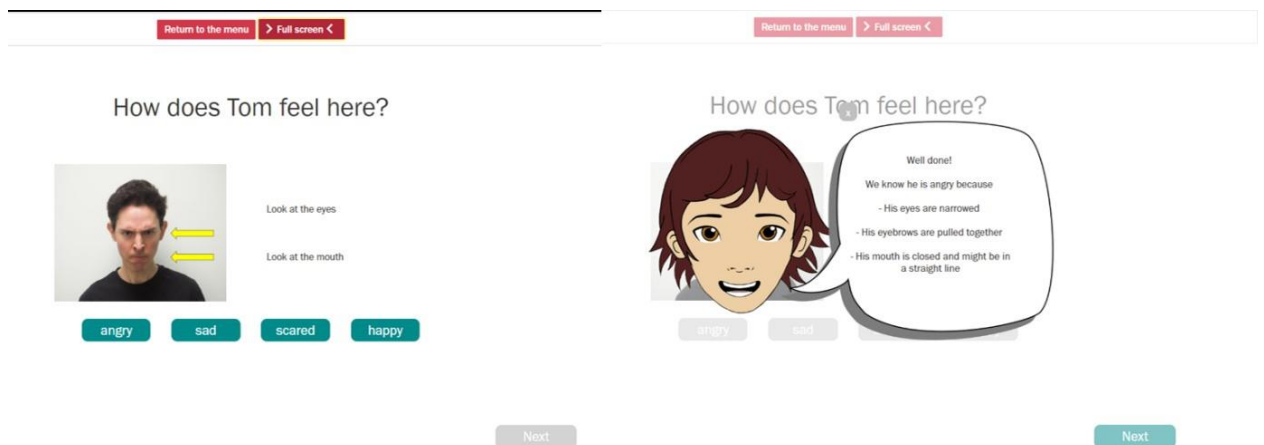 Return to the menu
> Full screen <
How does Tom feel here?
Look at the eyes
Look at the mouth
angry
sad
scared
happy
Next
Return to the menu
> Full screen <
How does Tom feel here?
x
Well done!
We know he is angry because
- His eyes are narrowed
- His eyebrows are pulled together
- His mouth is closed and might be in
a straight line
angry
sad
Next